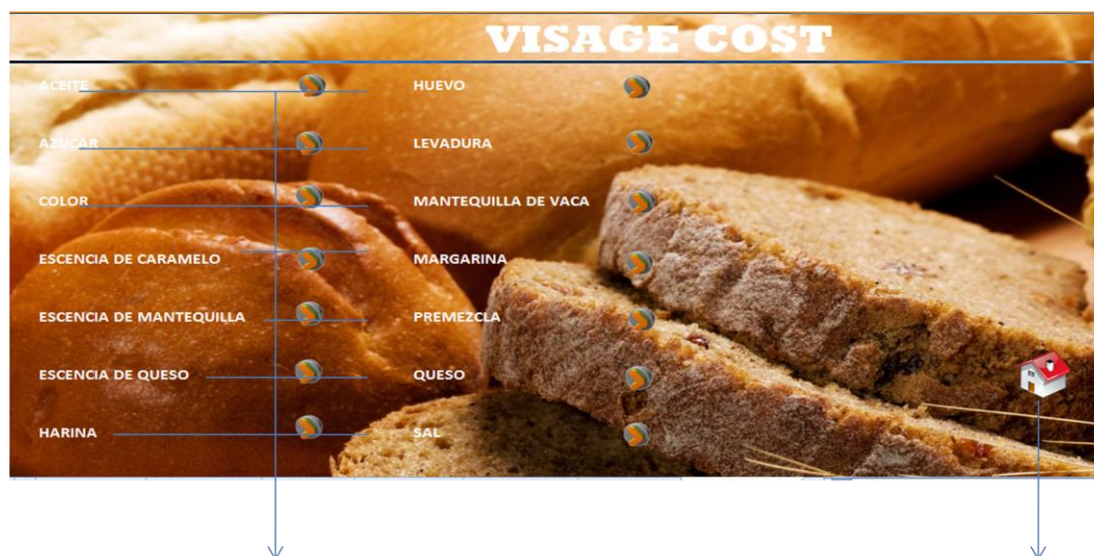 VISAGE COST
ACEITE
HUEVO
AZUCAR
LEVADURA
COLOR
MANTEQUILLA DE VACA
ESCENCIA DE CARAMELO
MARGARINA
ESCENCIA DE MANTEQUILLA
PREMEZCLA
ESCENCIA DE QUESO
QUESO
HARINA
SAL